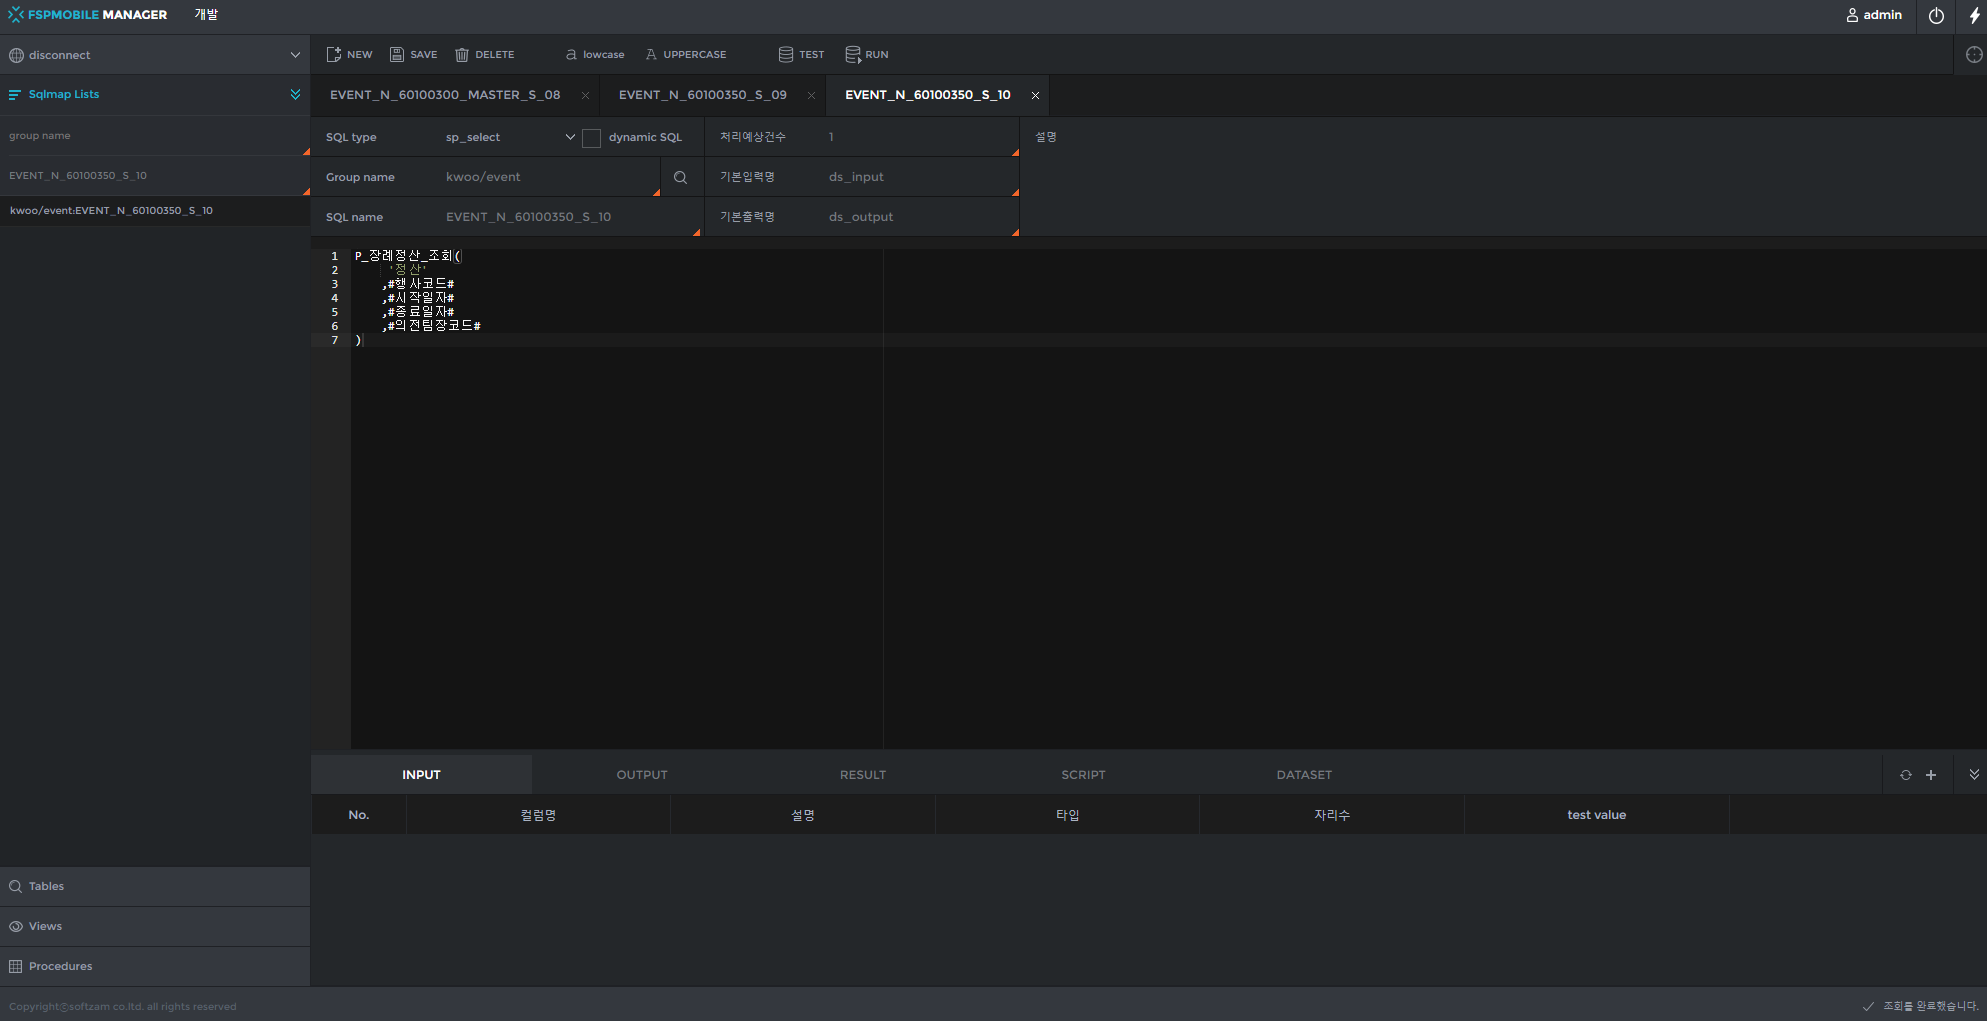 FSPMOBILE MANAGER 개발 admin
disconnect
NEW SAVE DELETE lowcase UPPERCASE TEST RUN
Sqlmap Lists
EVENT_N_60100300_MASTER_S_08 EVENT_N_60100350_S_09 EVENT_N_60100350_S_10
group name
EVENT_N_60100350_S_10
kwoo/event:EVENT_N_60100350_S_10
SQL type sp_select dynamic SQL 처리예상건수 1 설명
Group name kwoo/event 기본입력명 ds_input
SQL name EVENT_N_60100350_S_10 기본출력명 ds_output
1 P_장례정산_조회(
2 '정산'
3 ,#행사코드#
4 ,#시작일자#
5 ,#종료일자#
6 ,#의전팀장코드#
7 )
INPUT OUTPUT RESULT SCRIPT DATASET
No. 컬럼명 설명 타입 자리수 test value
Tables
Views
Procedures
Copyrightⓒsoftzam co.ltd. all rights reserved
조회를 완료했습니다.